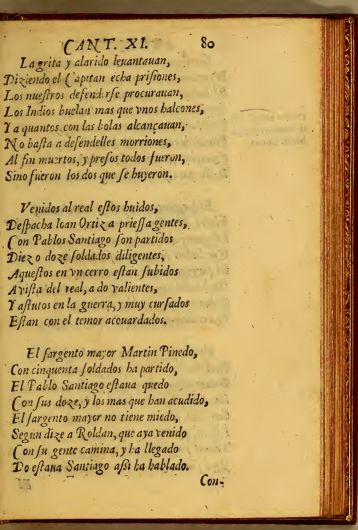 CANT. XI. 80
La grita y alarido leuantauan,
Diziendo el Capitan echa prisiones,
Los nuestros defenderse procurauan,
Los Indios buelan mas que vnos halcones,
Y a quantos con las bolas alcançauan,
No basta a defendelles morriones,
Al fin muertos, y presos todos fueron,
Sino fueron los dos que se huyeron.
Venidos al real estos huidos,
Despacha Ioan Ortiz a priessa gentes,
Con Pablos Santiago son partidos
Diez o doze soldados diligentes,
Aquestos en vn cerro estan subidos
A vista del real, a do valientes,
Y astutos en la guerra, y muy cursados
Estan con el temor acouardados.
El sargento mayor Martin Pinedo,
Con cinquenta soldados ha partido,
El Pablo Santiago estaua quedo
Con sus doze, y los mas que han acudido,
El sargento mayor no tiene miedo,
Segun dize a Roldan, que aya venido
Con su gente camina, y ha llegado
Do estaua Santiago assi ha hablado.
Con-